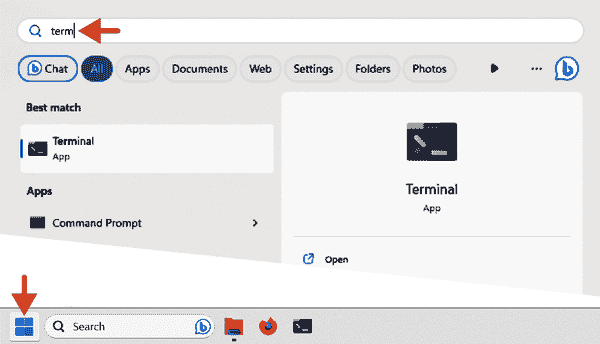 term
Chat All Apps Documents Web Settings Folders Photos
Best match
Terminal
App
Apps
Command Prompt
Terminal
App
Open
Search